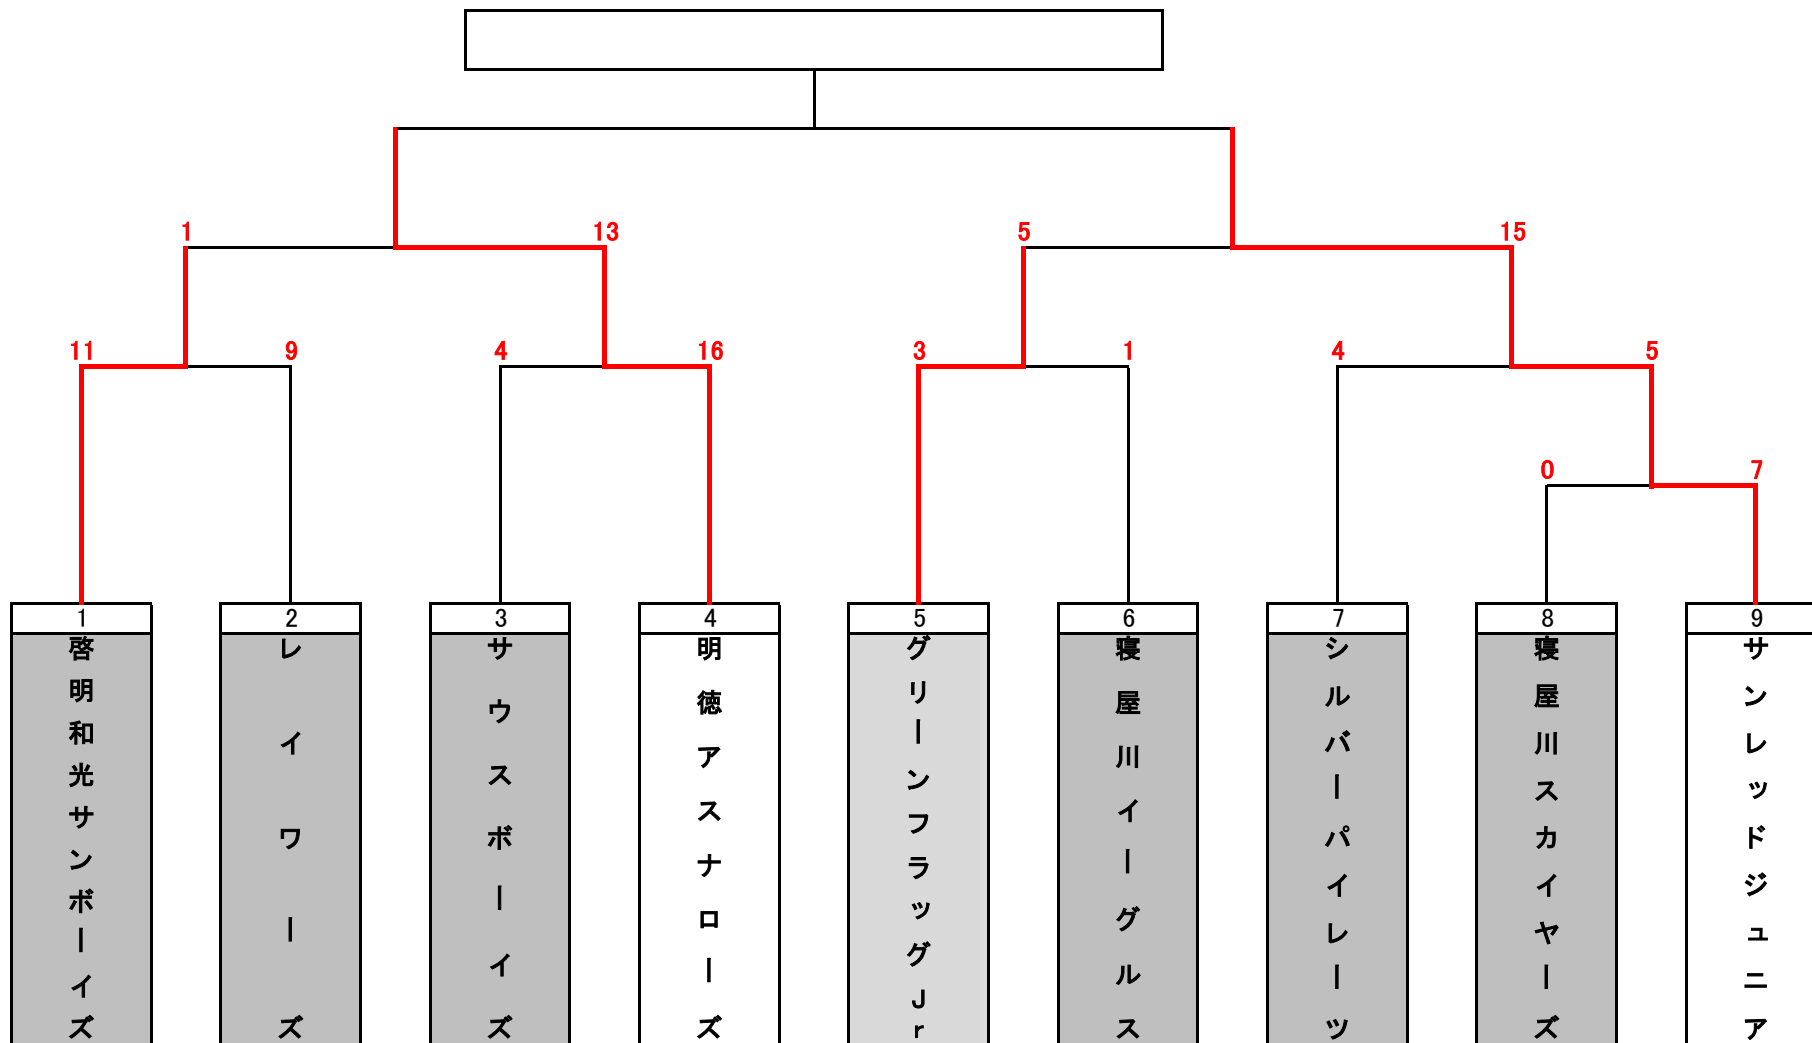 1 13 5 15
11 9 4 16 3 1 4 5
0 7
1 2 3 4 5 6 7 8 9
啓明和光サンボーイズ
レイワーズ
サウスボーイズ
明徳アスナローズ
グリーンフラッグJr
寝屋川イーグルス
シルバーパイレーツ
寝屋川スカイヤーズ
サンレッドジュニア